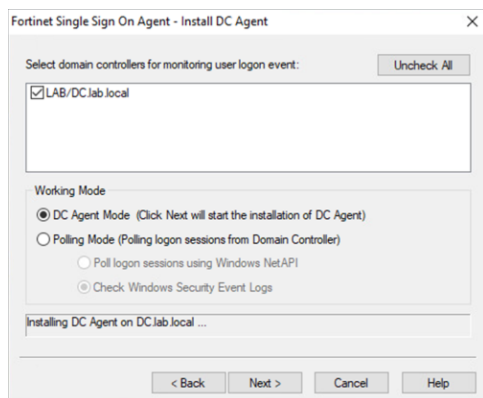 Fortinet Single Sign On Agent - Install DC Agent
Select domain controllers for monitoring user logon event:
Uncheck All
LAB/DC.lab.local
Working Mode
DC Agent Mode (Click Next will start the installation of DC Agent)
Polling Mode (Polling logon sessions from Domain Controller)
Poll logon sessions using Windows NetAPI
Check Windows Security Event Logs
Installing DC Agent on DC.lab.local ...
< Back Next > Cancel Help